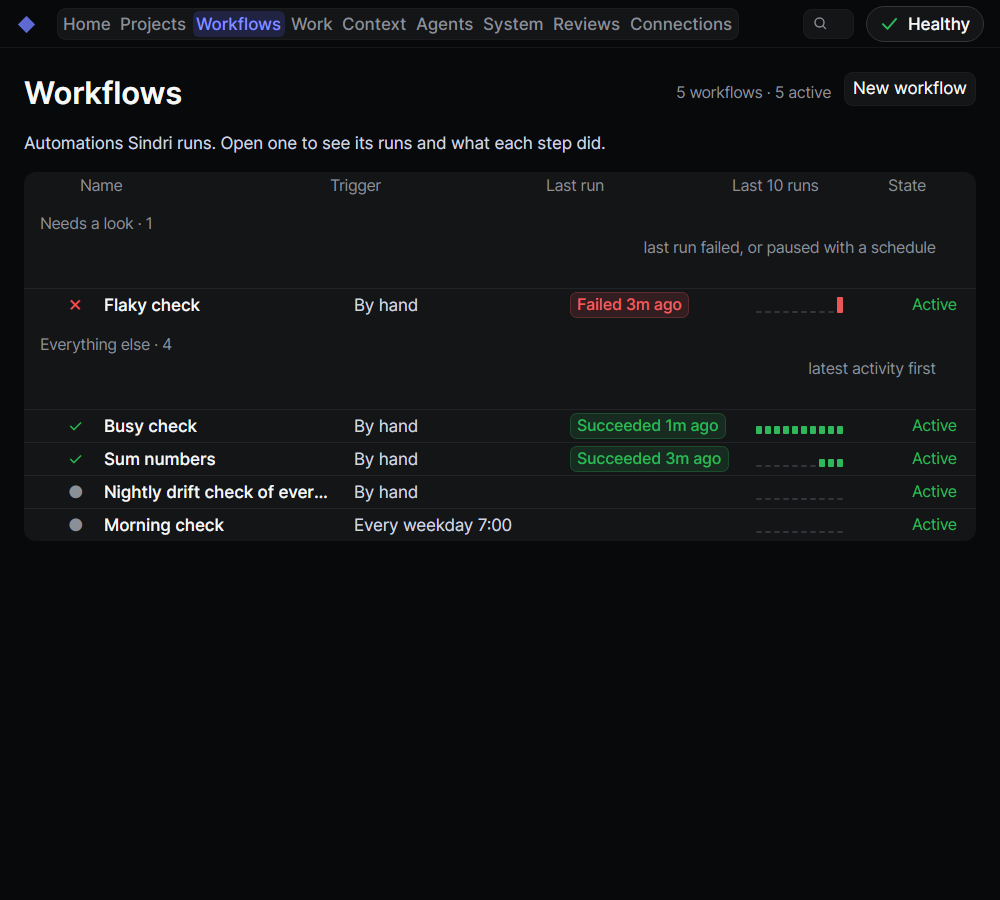 Home Projects Workflows Work Context Agents System Reviews Connections Healthy
Workflows 5 workflows · 5 active New workflow
Automations Sindri runs. Open one to see its runs and what each step did.
Name Trigger Last run Last 10 runs State
Needs a look · 1
last run failed, or paused with a schedule
Flaky check By hand Failed 3m ago Active
Everything else · 4
latest activity first
Busy check By hand Succeeded 1m ago Active
Sum numbers By hand Succeeded 3m ago Active
Nightly drift check of ever... By hand Active
Morning check Every weekday 7:00 Active